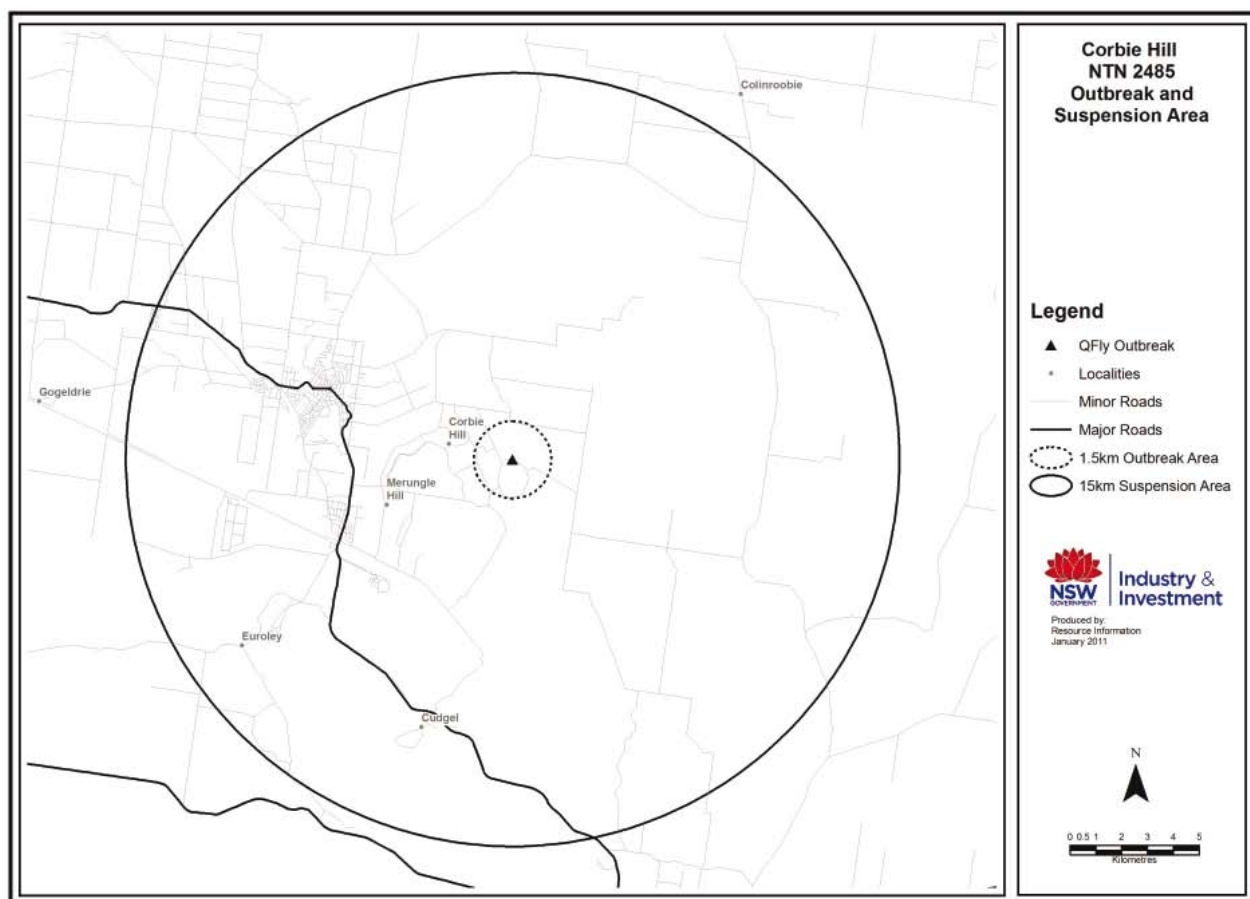 Corbie Hill
NTN 2485
Outbreak and
Suspension Area
Colinroobie
Gogeldrie
Corbie
Hill
Merungle
Hill
Euroley
Cudgel
Legend
QFly Outbreak
Localities
Minor Roads
Major Roads
1.5km Outbreak Area
15km Suspension Area
NSW
GOVERNMENT
Industry &
Investment
Produced by:
Resource Information
January 2011
N
0 0.5 1 2 3 4 5
Kilometres